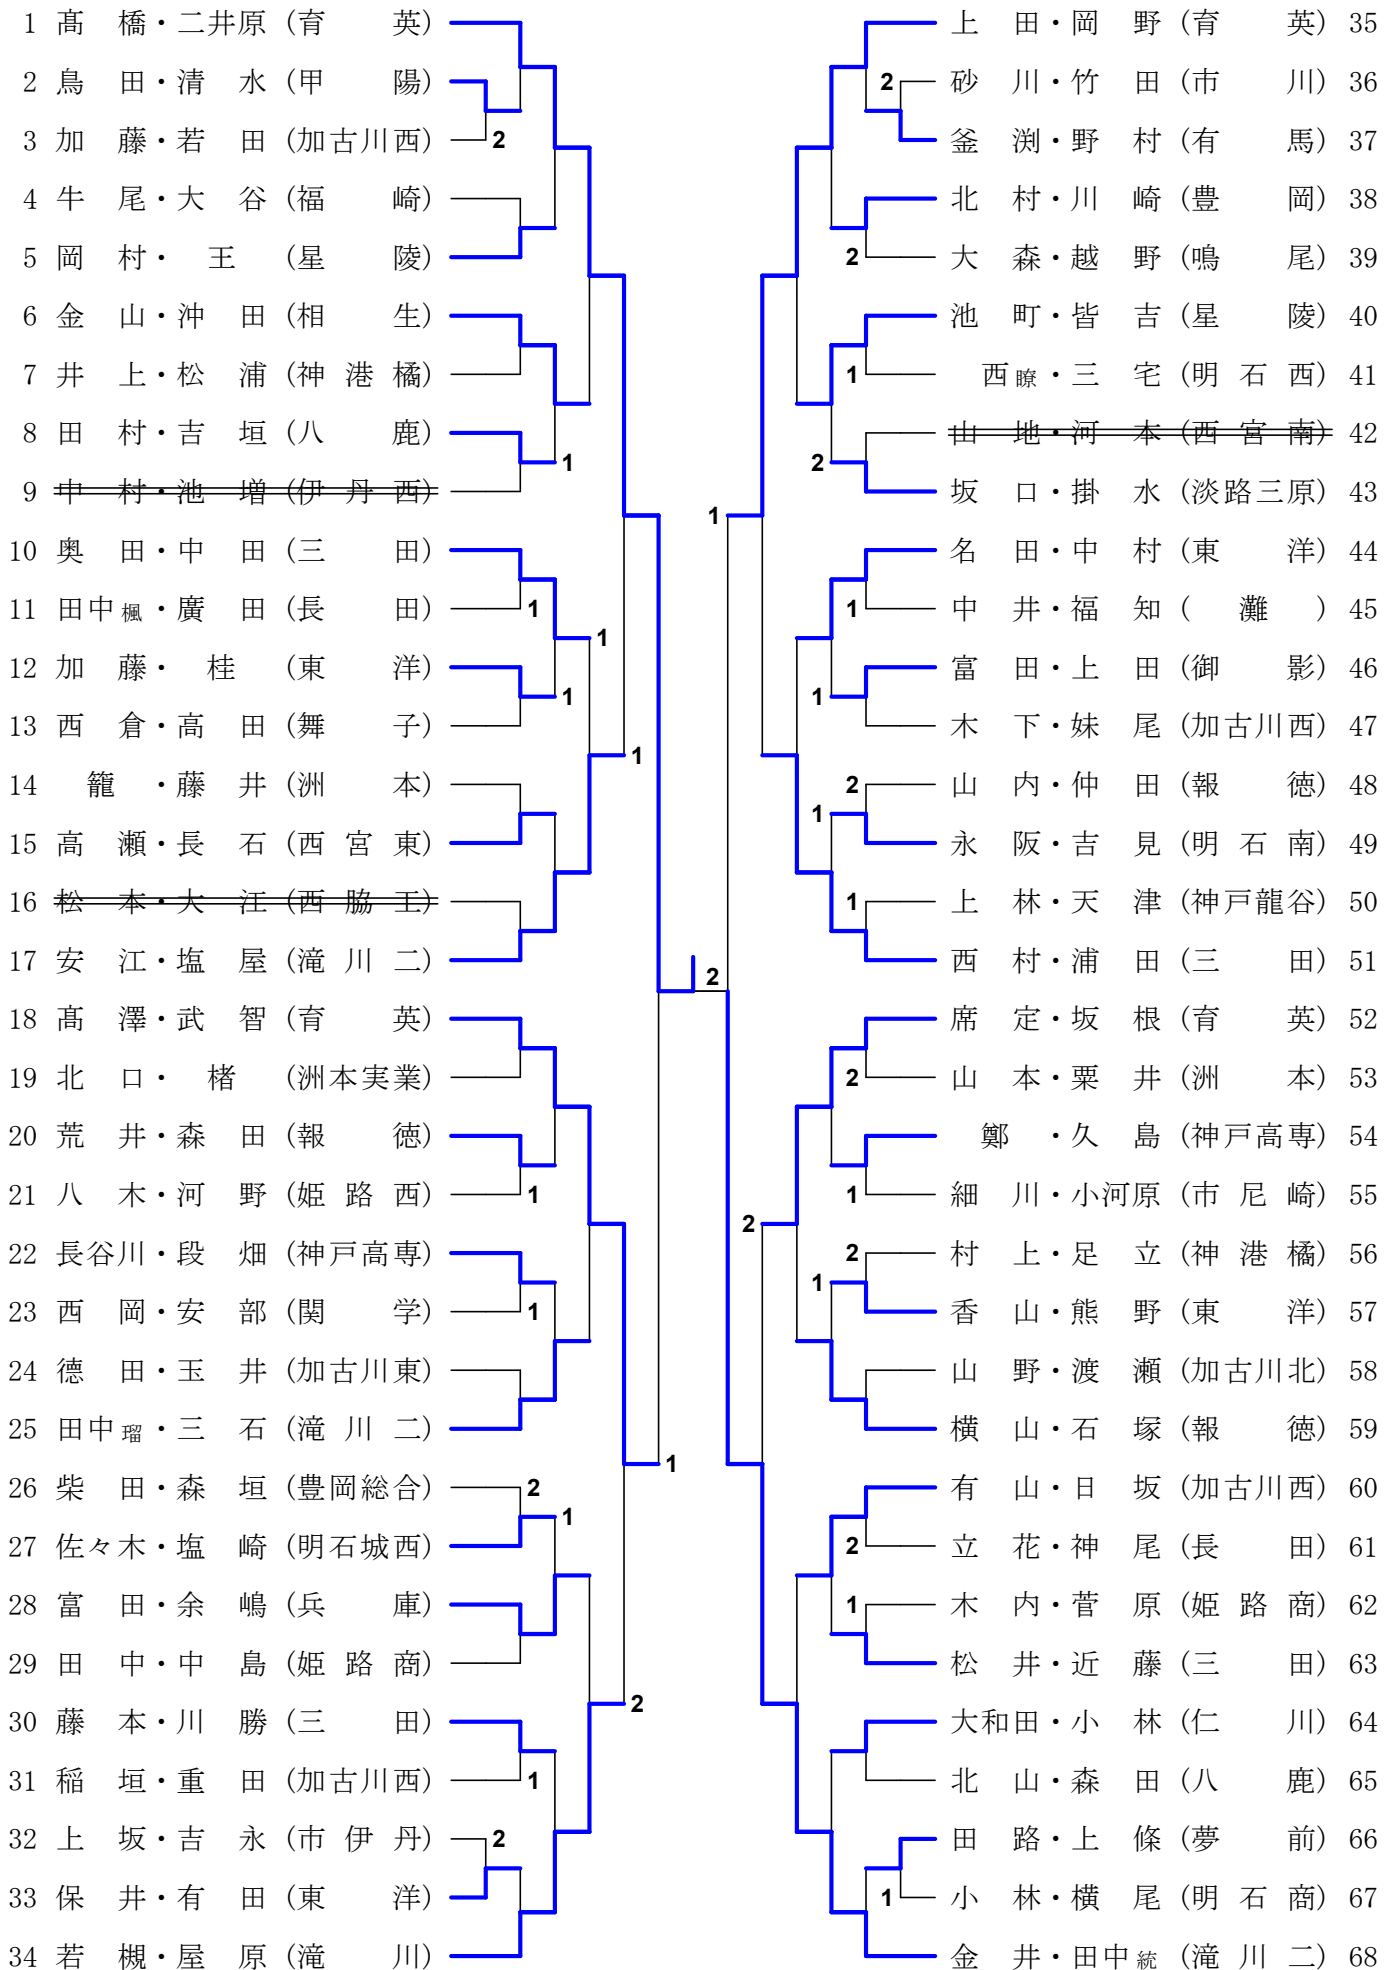 1 髙橋・二井原 (育英)
2 鳥田・清水 (甲陽)
3 加藤・若田 (加古川西) 2
4 牛尾・大谷 (福崎)
5 岡村・王 (星陵)
6 金山・沖田 (相生)
7 井上・松浦 (神港橘)
8 田村・吉垣 (八鹿)
1
9 中村・池増 (伊丹西)
10 奥田・中田 (三田)
11 田中楓・廣田 (長田) 1
1
12 加藤・桂 (東洋)
1
13 西倉・高田 (舞子)
1
14 籠・藤井 (洲本)
15 高瀬・長石 (西宮東)
16 松本・大江 (西脇工)
17 安江・塩屋 (滝川二)
18 髙澤・武智 (育英)
19 北口・楮 (洲本実業)
20 荒井・森田 (報徳)
21 八木・河野 (姫路西) 1
22 長谷川・段畑 (神戸高専)
23 西岡・安部 (関学) 1
24 德田・玉井 (加古川東)
25 田中瑠・三石 (滝川二)
1
26 柴田・森垣 (豊岡総合) 2
1
27 佐々木・塩崎 (明石城西)
28 富田・余嶋 (兵庫)
29 田中・中島 (姫路商)
2
30 藤本・川勝 (三田)
31 稲垣・重田 (加古川西) 1
32 上坂・吉永 (市伊丹) 2
33 保井・有田 (東洋)
34 若槻・屋原 (滝川)
2
上田・岡野 (育英) 35
2 砂川・竹田 (市川) 36
釜渕・野村 (有馬) 37
北村・川崎 (豊岡) 38
2 大森・越野 (鳴尾) 39
池町・皆吉 (星陵) 40
1 西瞭・三宅 (明石西) 41
山地・河本 (西宮南) 42
2
坂口・掛水 (淡路三原) 43
1
名田・中村 (東洋) 44
1 中井・福知 (灘) 45
富田・上田 (御影) 46
1
木下・妹尾 (加古川西) 47
2 山内・仲田 (報徳) 48
1
永阪・吉見 (明石南) 49
1 上林・天津 (神戸龍谷) 50
西村・浦田 (三田) 51
席定・坂根 (育英) 52
2 山本・栗井 (洲本) 53
鄭・久島 (神戸高専) 54
1 細川・小河原 (市尼崎) 55
2
2 村上・足立 (神港橘) 56
1
香山・熊野 (東洋) 57
山野・渡瀬 (加古川北) 58
横山・石塚 (報徳) 59
有山・日坂 (加古川西) 60
2 立花・神尾 (長田) 61
1 木内・菅原 (姫路商) 62
松井・近藤 (三田) 63
大和田・小林 (仁川) 64
北山・森田 (八鹿) 65
田路・上條 (夢前) 66
1 小林・横尾 (明石商) 67
金井・田中統 (滝川二) 68